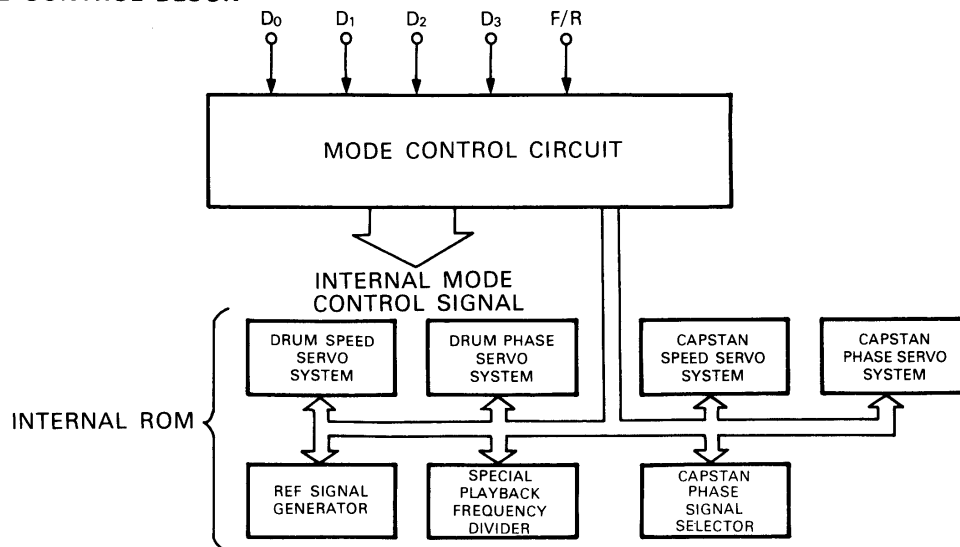 D0 D1 D2 D3 F/R
MODE CONTROL CIRCUIT
INTERNAL MODE
CONTROL SIGNAL
INTERNAL ROM
DRUM SPEED
SERVO
SYSTEM
DRUM PHASE
SERVO
SYSTEM
CAPSTAN
SPEED SERVO
SYSTEM
CAPSTAN
PHASE SERVO
SYSTEM
REF SIGNAL
GENERATOR
SPECIAL
PLAYBACK
FREQUENCY
DIVIDER
CAPSTAN
PHASE
SIGNAL
SELECTOR